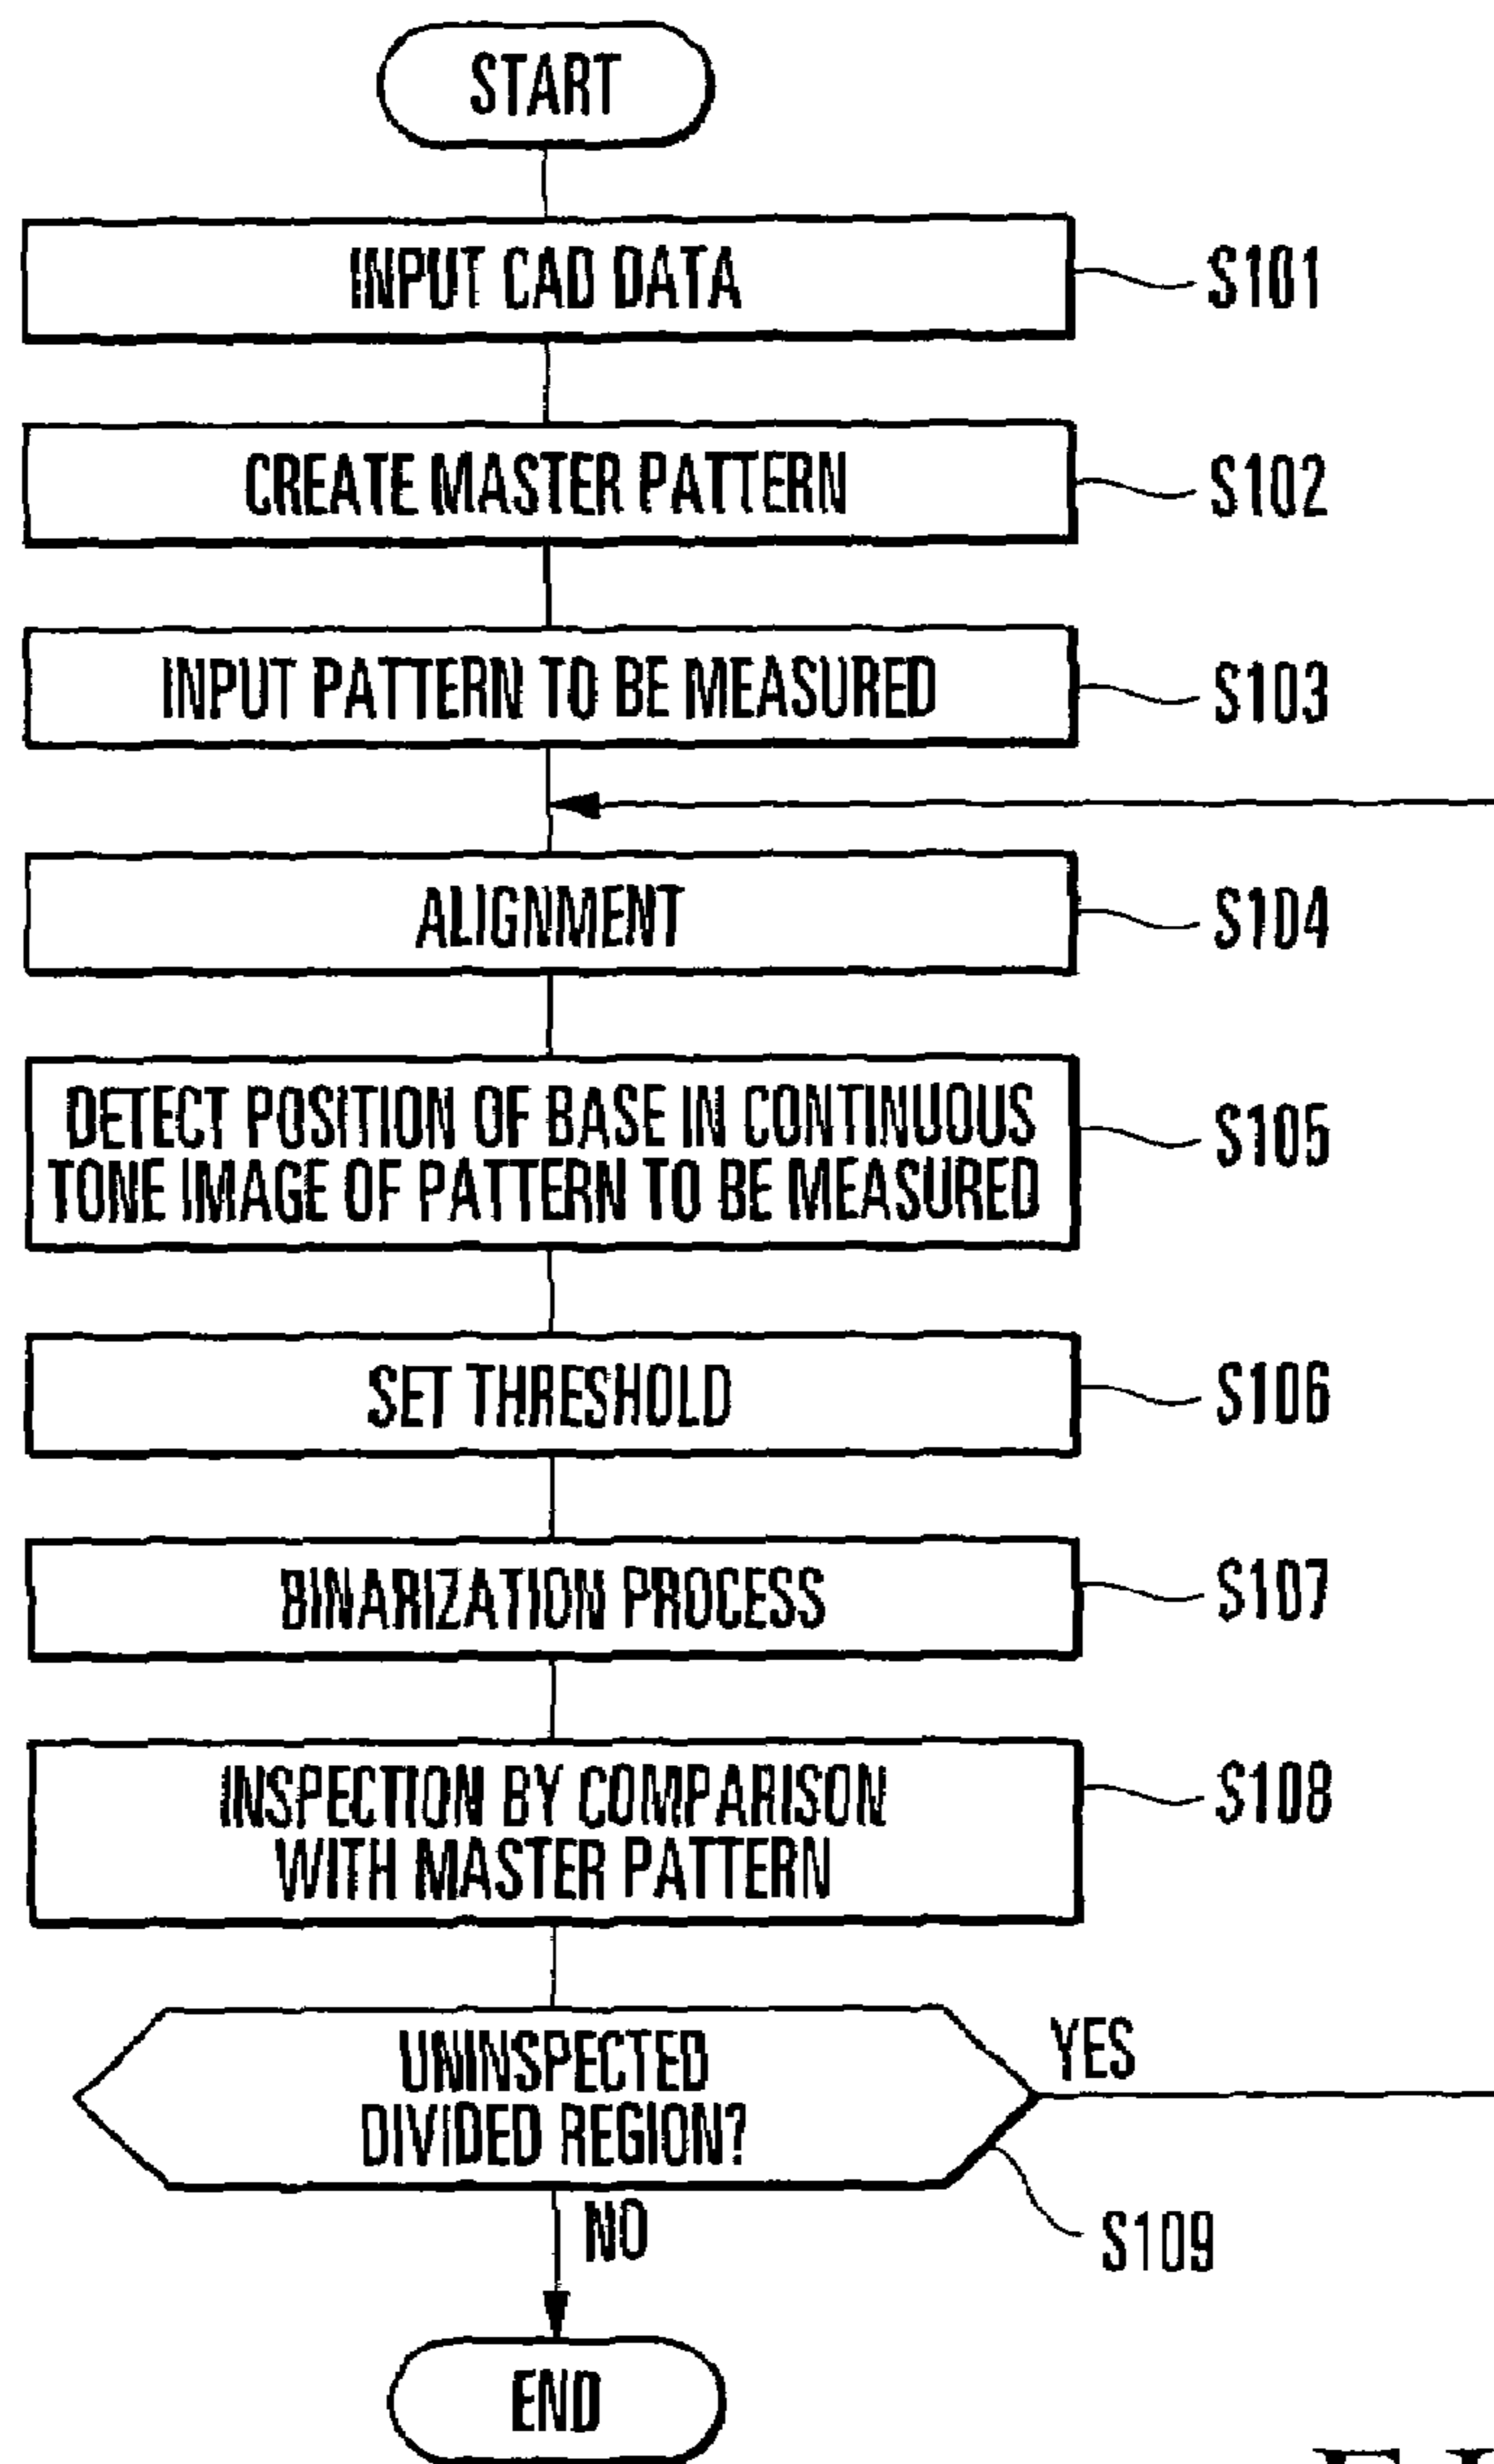 START
INPUT CAD DATA
S101
CREATE MASTER PATTERN
S102
INPUT PATTERN TO BE MEASURED
S103
ALIGNMENT
S104
DETECT POSITION OF BASE IN CONTINUOUS
TONE IMAGE OF PATTERN TO BE MEASURED
S105
SET THRESHOLD
S106
BINARIZATION PROCESS
S107
INSPECTION BY COMPARISON
WITH MASTER PATTERN
S108
UNINSPECTED
DIVIDED REGION?
YES
S109
NO
END